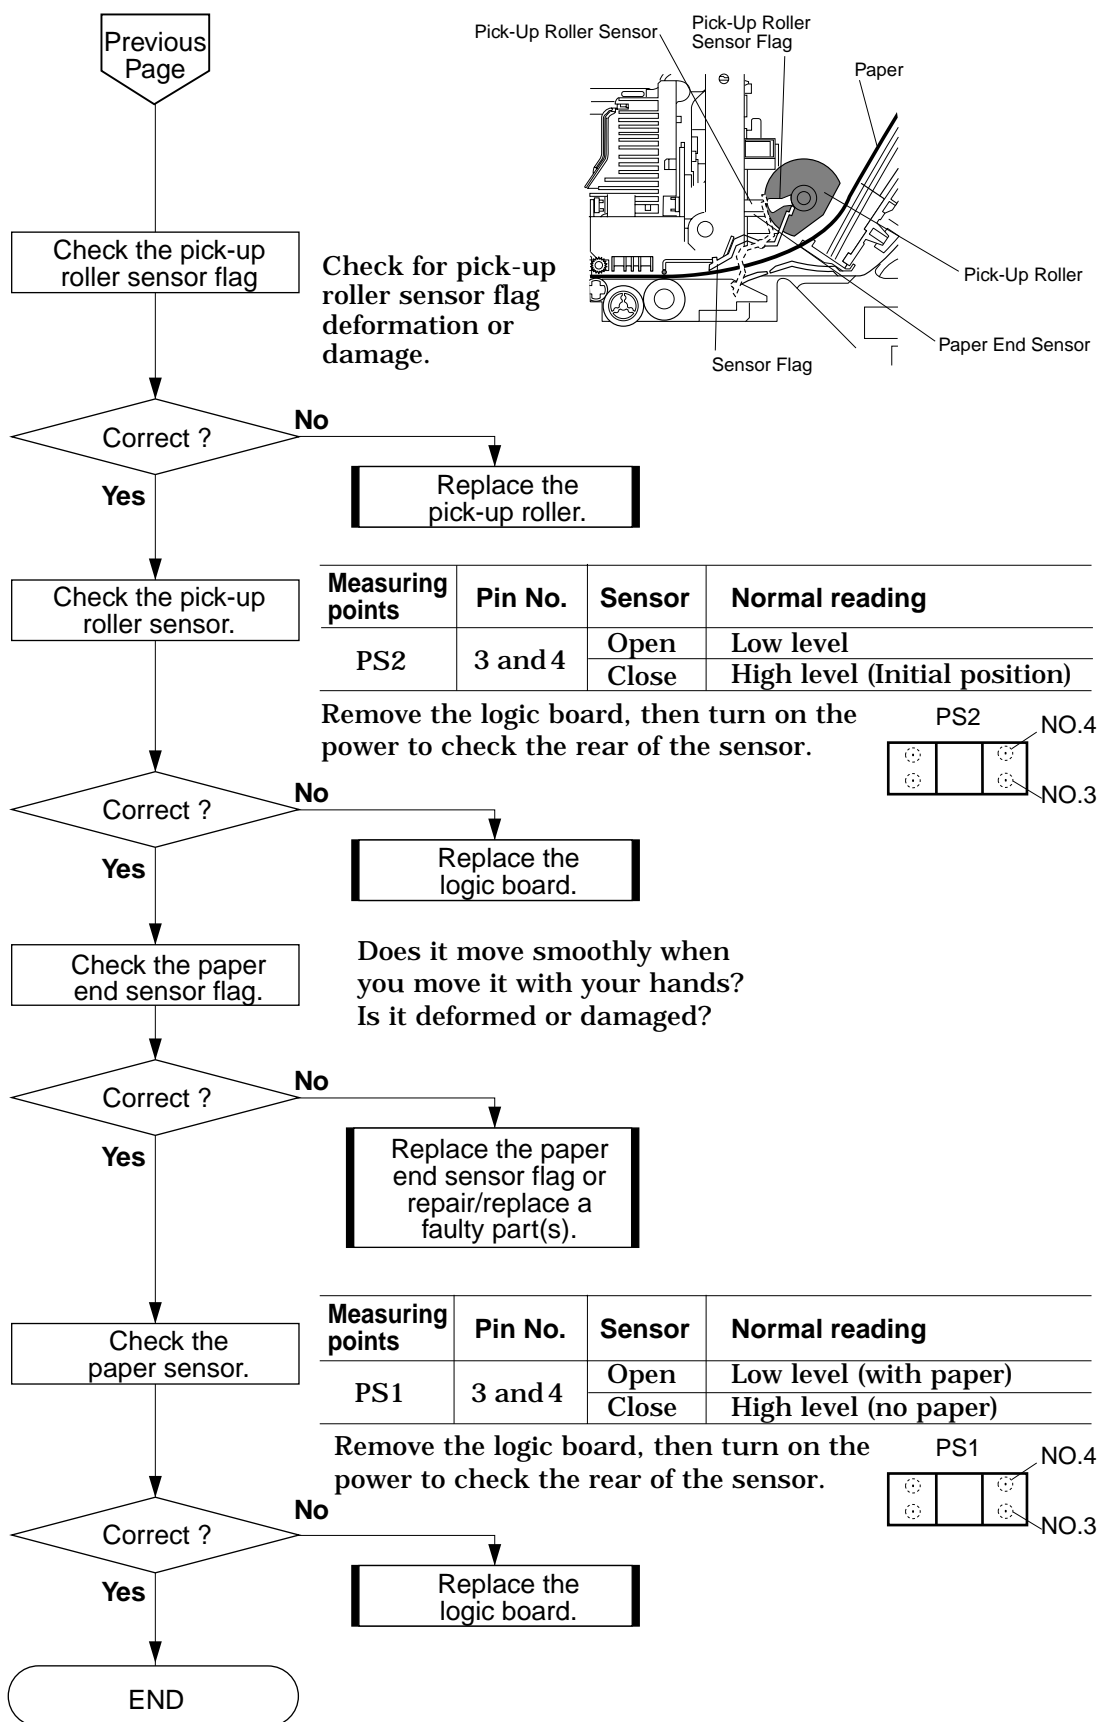 Previous
Page
Pick-Up Roller Sensor
Pick-Up Roller
Sensor Flag
Paper
Pick-Up Roller
Paper End Sensor
Sensor Flag
Check the pick-up
roller sensor flag
Check for pick-up
roller sensor flag
deformation or
damage.
Correct ?
No
Yes
Replace the
pick-up roller.
Check the pick-up
roller sensor.
Measuring
points
Pin No.
Sensor
Normal reading
PS2
3 and 4
Open
Low level
Close
High level (Initial position)
Remove the logic board, then turn on the
power to check the rear of the sensor.
PS2
NO.4
NO.3
Correct ?
No
Yes
Replace the
logic board.
Check the paper
end sensor flag.
Does it move smoothly when
you move it with your hands?
Is it deformed or damaged?
Correct ?
No
Yes
Replace the paper
end sensor flag or
repair/replace a
faulty part(s).
Check the
paper sensor.
Measuring
points
Pin No.
Sensor
Normal reading
PS1
3 and 4
Open
Low level (with paper)
Close
High level (no paper)
Remove the logic board, then turn on the
power to check the rear of the sensor.
PS1
NO.4
NO.3
Correct ?
No
Yes
Replace the
logic board.
END